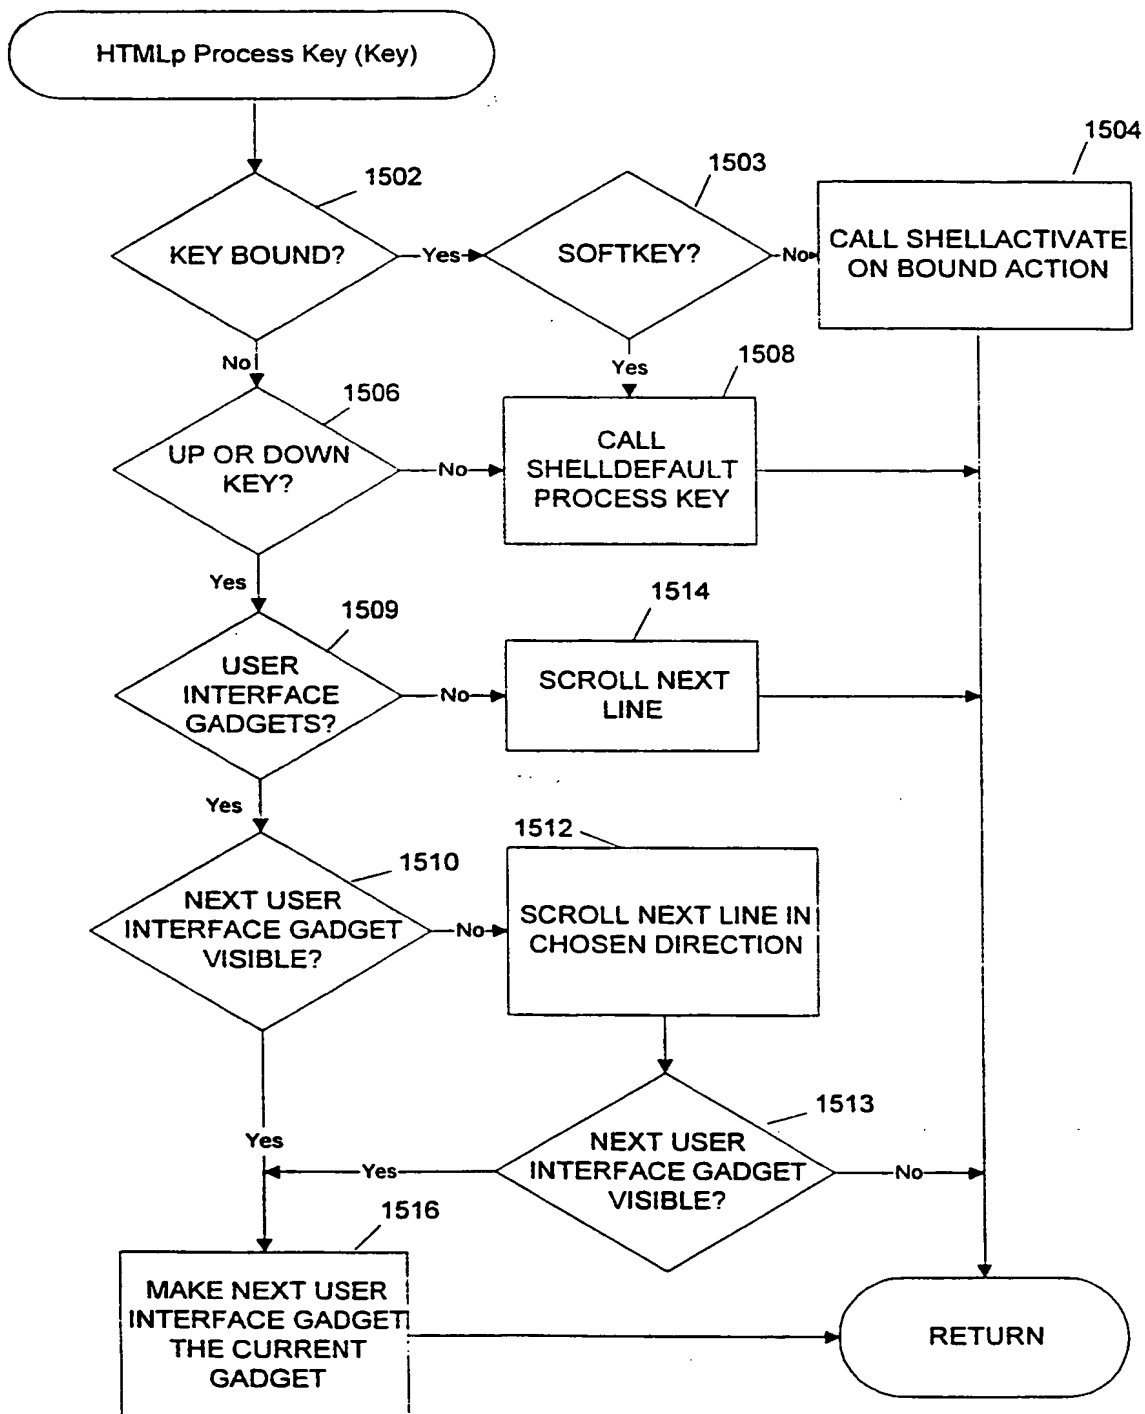 HTMLp Process Key (Key)
1502
KEY BOUND?
Yes
1503
SOFTKEY?
No
1504
CALL SHELLACTIVATE
ON BOUND ACTION
No
Yes
1506
UP OR DOWN
KEY?
No
1508
CALL
SHELLDEFAULT
PROCESS KEY
Yes
1509
USER
INTERFACE
GADGETS?
No
1514
SCROLL NEXT
LINE
Yes
1510
NEXT USER
INTERFACE GADGET
VISIBLE?
No
1512
SCROLL NEXT LINE IN
CHOSEN DIRECTION
Yes
1513
NEXT USER
INTERFACE GADGET
VISIBLE?
Yes
No
1516
MAKE NEXT USER
INTERFACE GADGET
THE CURRENT
GADGET
RETURN